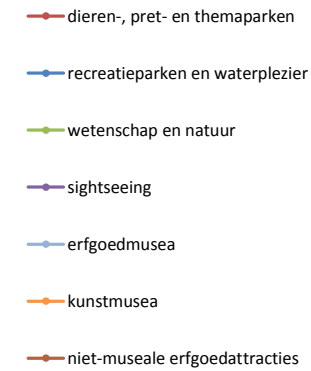 dieren-, pret- en themaparken
recreatieparken en waterplezier
wetenschap en natuur
sightseeing
erfgoedmusea
kunstmusea
niet-museale erfgoedattracties